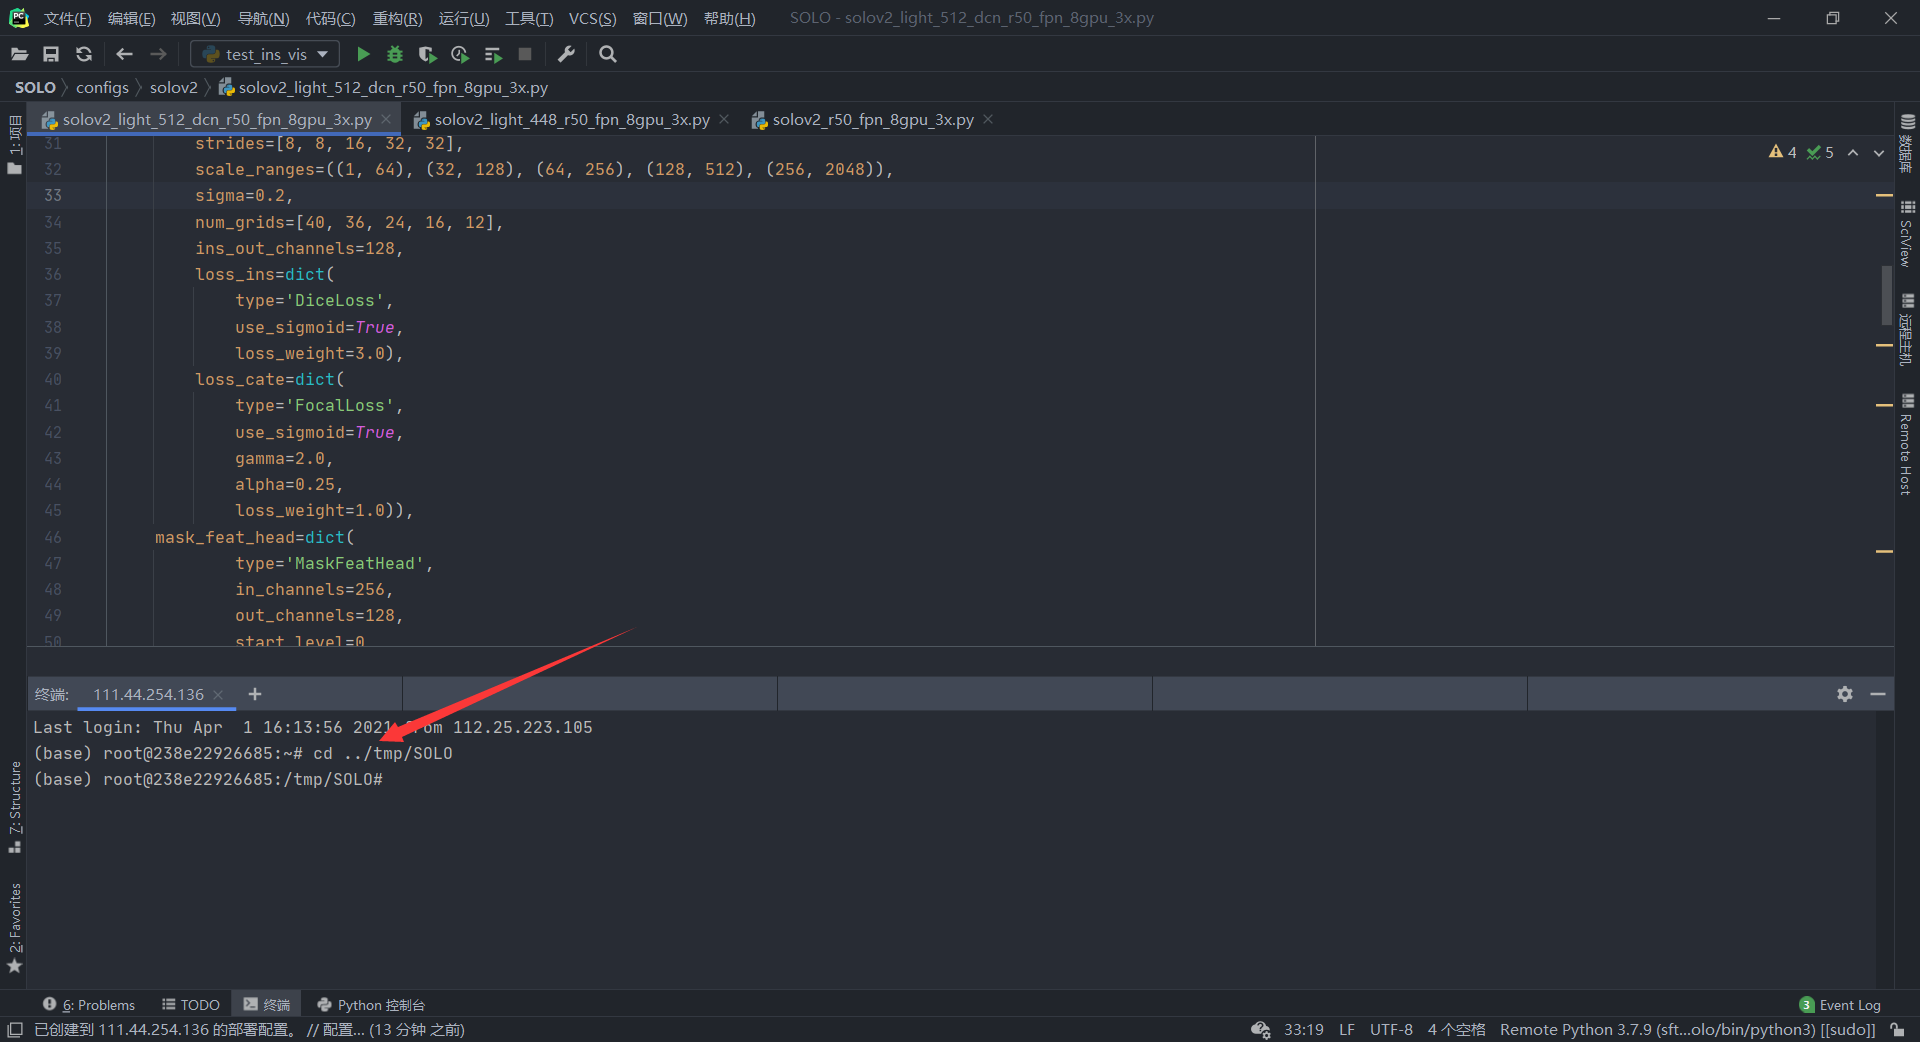 文件(F) 编辑(E) 视图(V) 导航(N) 代码(C) 重构(R) 运行(U) 工具(T) VCS(S) 窗口(W) 帮助(H) SOLO - solov2_light_512_dcn_r50_fpn_8gpu_3x.py
test_ins_vis
SOLO configs solov2 solov2_light_512_dcn_r50_fpn_8gpu_3x.py
solov2_light_512_dcn_r50_fpn_8gpu_3x.py solov2_light_448_r50_fpn_8gpu_3x.py solov2_r50_fpn_8gpu_3x.py
31 strides=[8, 8, 16, 32, 32],
32 scale_ranges=((1, 64), (32, 128), (64, 256), (128, 512), (256, 2048)),
33 sigma=0.2,
34 num_grids=[40, 36, 24, 16, 12],
35 ins_out_channels=128,
36 loss_ins=dict(
37 type='DiceLoss',
38 use_sigmoid=True,
39 loss_weight=3.0),
40 loss_cate=dict(
41 type='FocalLoss',
42 use_sigmoid=True,
43 gamma=2.0,
44 alpha=0.25,
45 loss_weight=1.0)),
46 mask_feat_head=dict(
47 type='MaskFeatHead',
48 in_channels=256,
49 out_channels=128,
50 start_level=0
4 5
1: 项目
7: Structure
2: Favorites
数据库
SciView
远程主机
Remote Host
终端: 111.44.254.136
Last login: Thu Apr  1 16:13:56 2021 from 112.25.223.105
(base) root@238e22926685:~# cd ../tmp/SOLO
(base) root@238e22926685:/tmp/SOLO#
6: Problems TODO 终端 Python 控制台 3 Event Log
已创建到 111.44.254.136 的部署配置。 // 配置... (13 分钟 之前) 33:19 LF UTF-8 4 个空格 Remote Python 3.7.9 (sft...olo/bin/python3) [[sudo]]